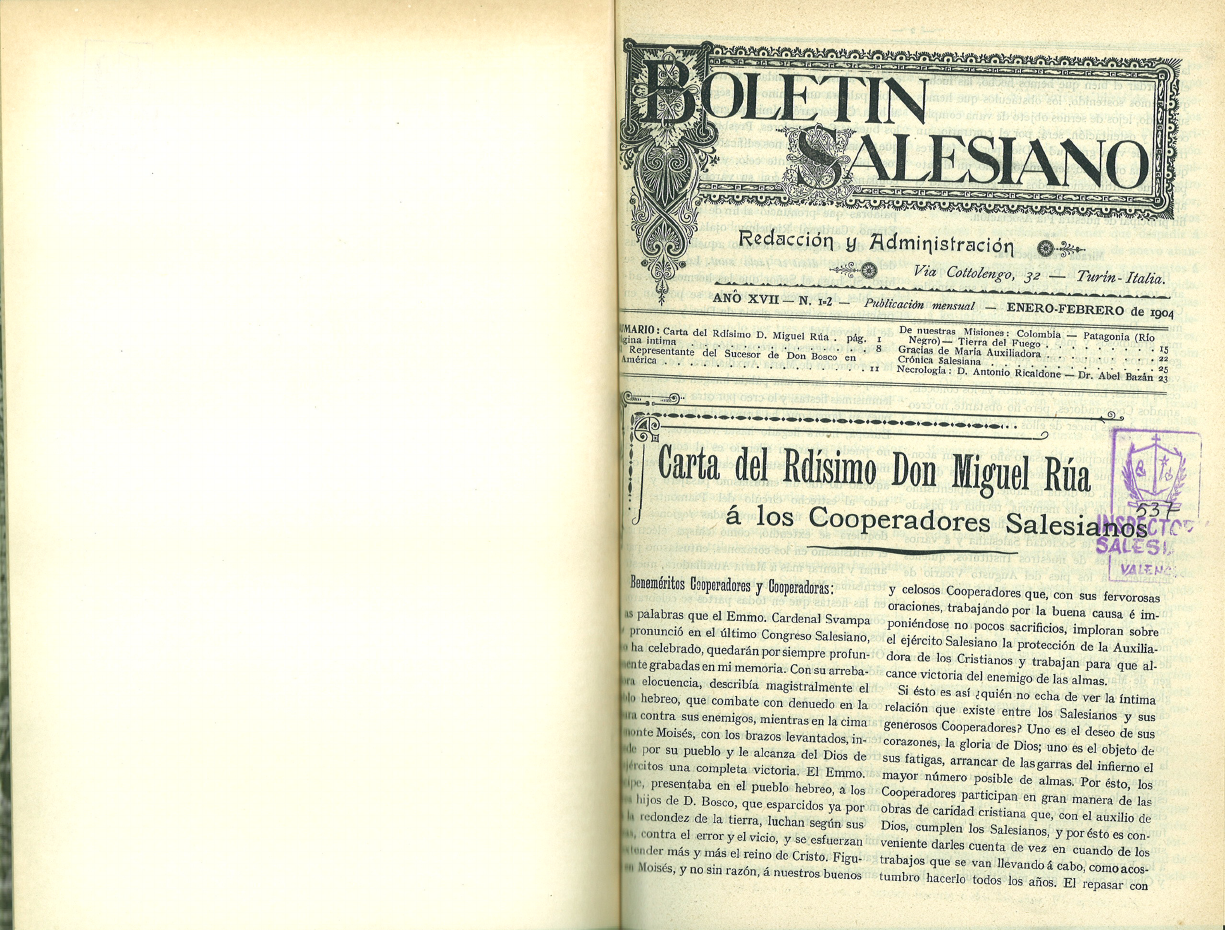 BOLETIN
SALESIANO
Redacción y Administración
Via Cottolengo, 32 — Turin-Italia.
AÑO XVII — N. 1-2 — Publicación mensual — ENERO-FEBRERO de 1904
Carta del Rdísimo D. Miguel Rúa . pág. 1
íntima . . . . . . . . . . . . 8
Representante del Sucesor de Don Bosco en
América . . . . . . . . . . . . 11
De nuestras Misiones: Colombia — Patagonia (Río
Negro) — Tierra del Fuego . . . . . . . . . 15
Gracias de María Auxiliadora . . . . . . . . 22
Crónica Salesiana . . . . . . . . . . . . 25
Necrología: D. Antonio Ricaldone — Dr. Abel Bazán 23
Carta del Rdísimo Don Miguel Rúa
á los Cooperadores Salesianos
537
SALESI
VALENC
Beneméritos Cooperadores y Cooperadoras:
palabras que el Emmo. Cardenal Svampa
pronunció en el último Congreso Salesiano,
ha celebrado, quedarán por siempre profun-
grabadas en mi memoria. Con su arreba-
elocuencia, describía magistralmente el
hebreo, que combate con denuedo en la
contra sus enemigos, mientras en la cima
Moisés, con los brazos levantados, in-
por su pueblo y le alcanza del Dios de
una completa victoria. El Emmo.
presentaba en el pueblo hebreo, á los
hijos de D. Bosco, que esparcidos ya por
redondez de la tierra, luchan según sus
contra el error y el vicio, y se esfuerzan
más y más el reino de Cristo. Figu-
Moisés, y no sin razón, á nuestros buenos
y celosos Cooperadores que, con sus fervorosas
oraciones, trabajando por la buena causa é im-
poniéndose no pocos sacrificios, imploran sobre
el ejército Salesiano la protección de la Auxilia-
dora de los Cristianos y trabajan para que al-
cance victoria del enemigo de las almas.
Si ésto es así ¿quién no echa de ver la íntima
relación que existe entre los Salesianos y sus
generosos Cooperadores? Uno es el deseo de sus
corazones, la gloria de Dios; uno es el objeto de
sus fatigas, arrancar de las garras del infierno el
mayor número posible de almas. Por ésto, los
Cooperadores participan en gran manera de las
obras de caridad cristiana que, con el auxilio de
Dios, cumplen los Salesianos, y por ésto es con-
veniente darles cuenta de vez en cuando de los
trabajos que se van llevando á cabo, como acos-
tumbro hacerlo todos los años. El repasar con